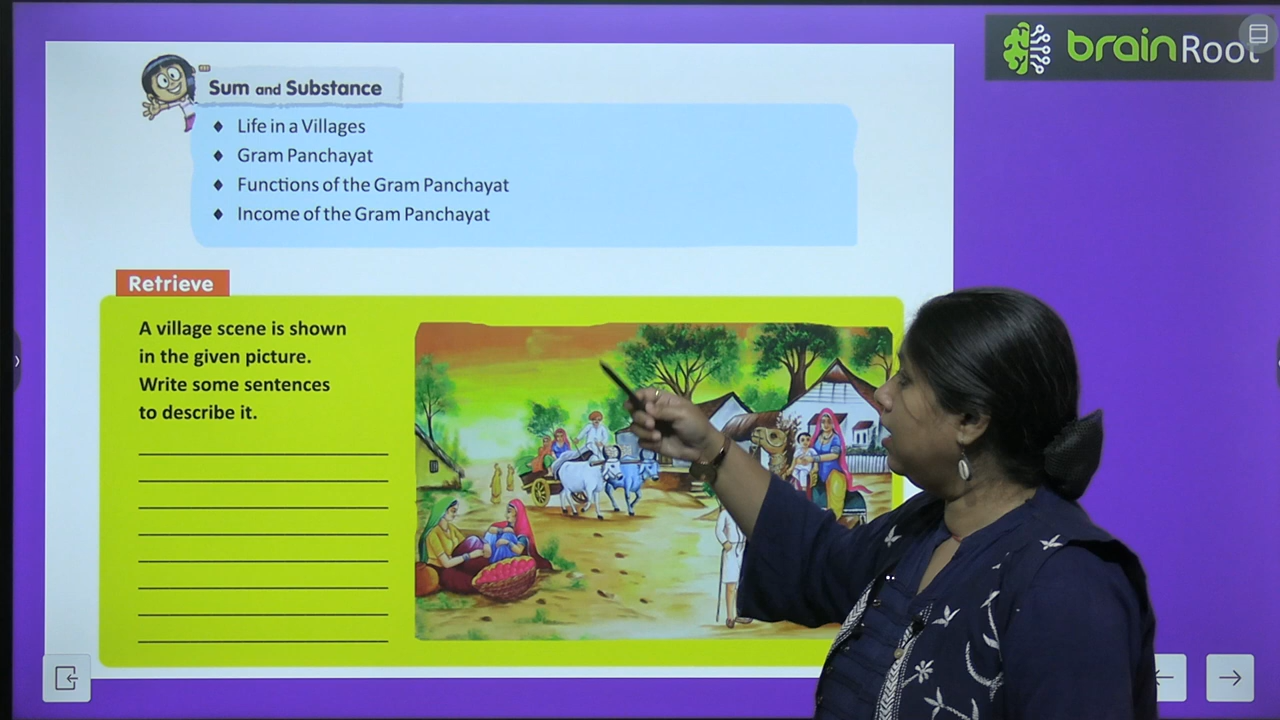 brainRoot
Sum and Substance
♦ Life in a Villages
♦ Gram Panchayat
♦ Functions of the Gram Panchayat
♦ Income of the Gram Panchayat
Retrieve
A village scene is shown
in the given picture.
Write some sentences
to describe it.